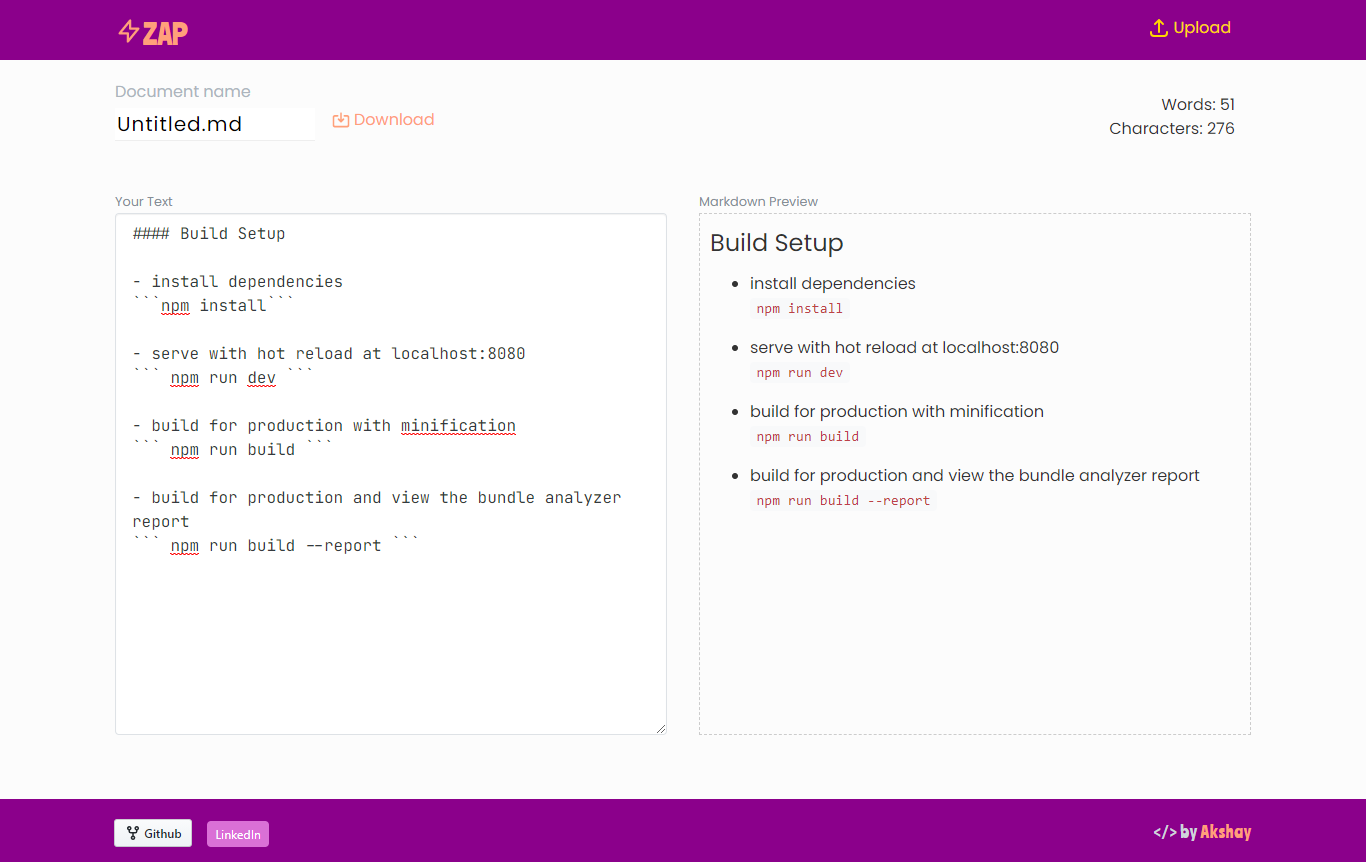 ZAP
Upload
Document name
Untitled.md
Download
Words: 51
Characters: 276
Your Text
#### Build Setup
- install dependencies
```npm install```
- serve with hot reload at localhost:8080
``` npm run dev ```
- build for production with minification
``` npm run build ```
- build for production and view the bundle analyzer
report
``` npm run build --report ```
Markdown Preview
Build Setup
• install dependencies
npm install
• serve with hot reload at localhost:8080
npm run dev
• build for production with minification
npm run build
• build for production and view the bundle analyzer report
npm run build --report
Github
LinkedIn
</> by Akshay